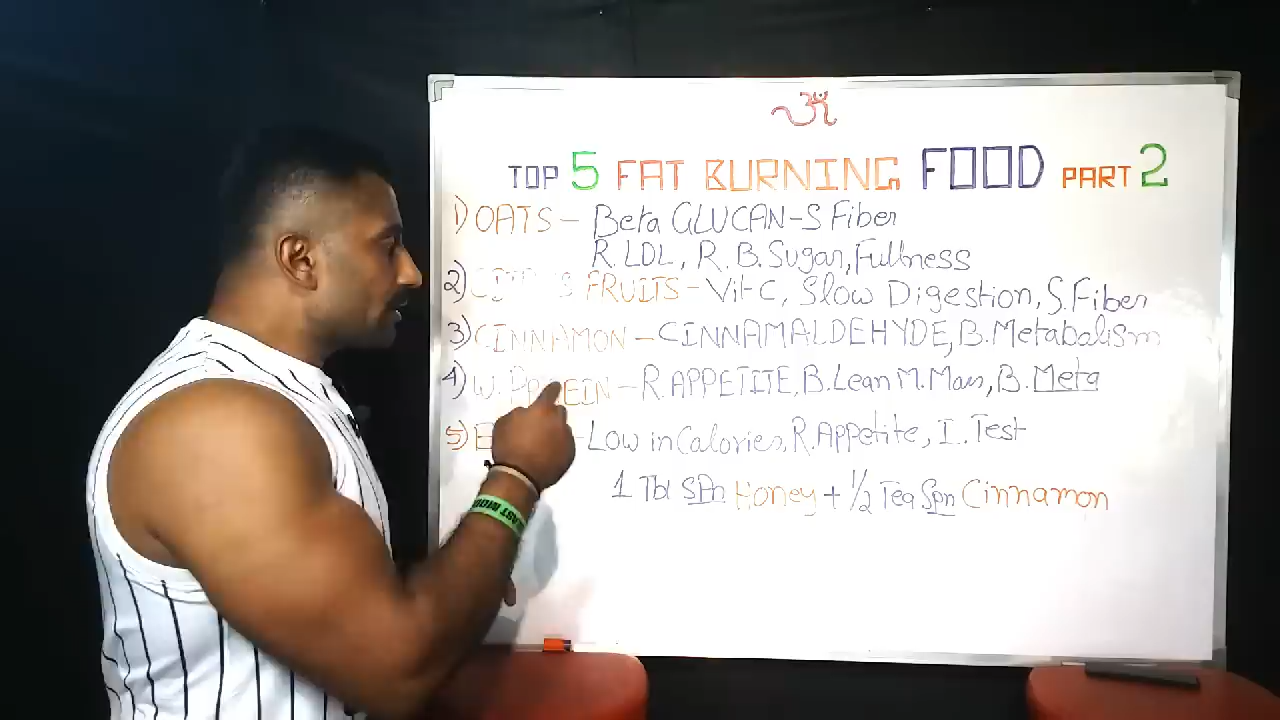 ॐ
TOP 5 FAT BURNING FOOD PART 2
1) OATS - Beta GLUCAN-S Fiber
R. LDL, R. B. Sugar, Fullness
2) FRUITS - Vit-C, Slow Digestion, S. Fiber
3) CINNAMON - CINNAMALDEHYDE, B. Metabalism
4) W. - R. APPETITE, B. Lean M. Mass, B. Meta
5) - Low in Calories, R. Appetite, I. Test
1 Tbl SPn Honey + 1/2 Tea Spn Cinnamon